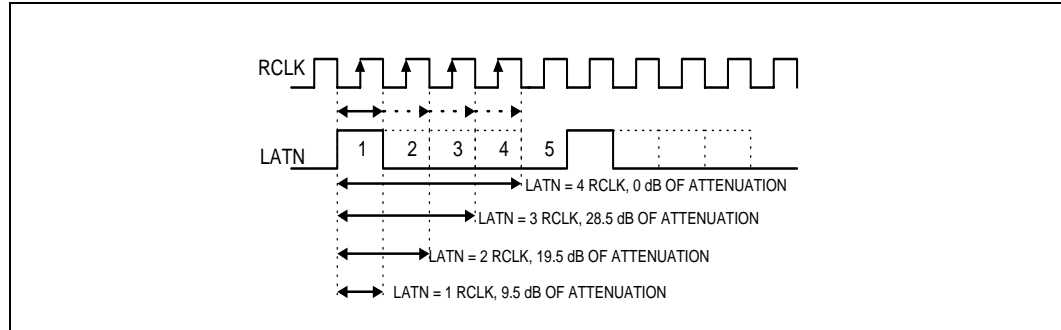 RCLK
LATN
1 2 3 4 5
LATN = 4 RCLK, 0 dB OF ATTENUATION
LATN = 3 RCLK, 28.5 dB OF ATTENUATION
LATN = 2 RCLK, 19.5 dB OF ATTENUATION
LATN = 1 RCLK, 9.5 dB OF ATTENUATION